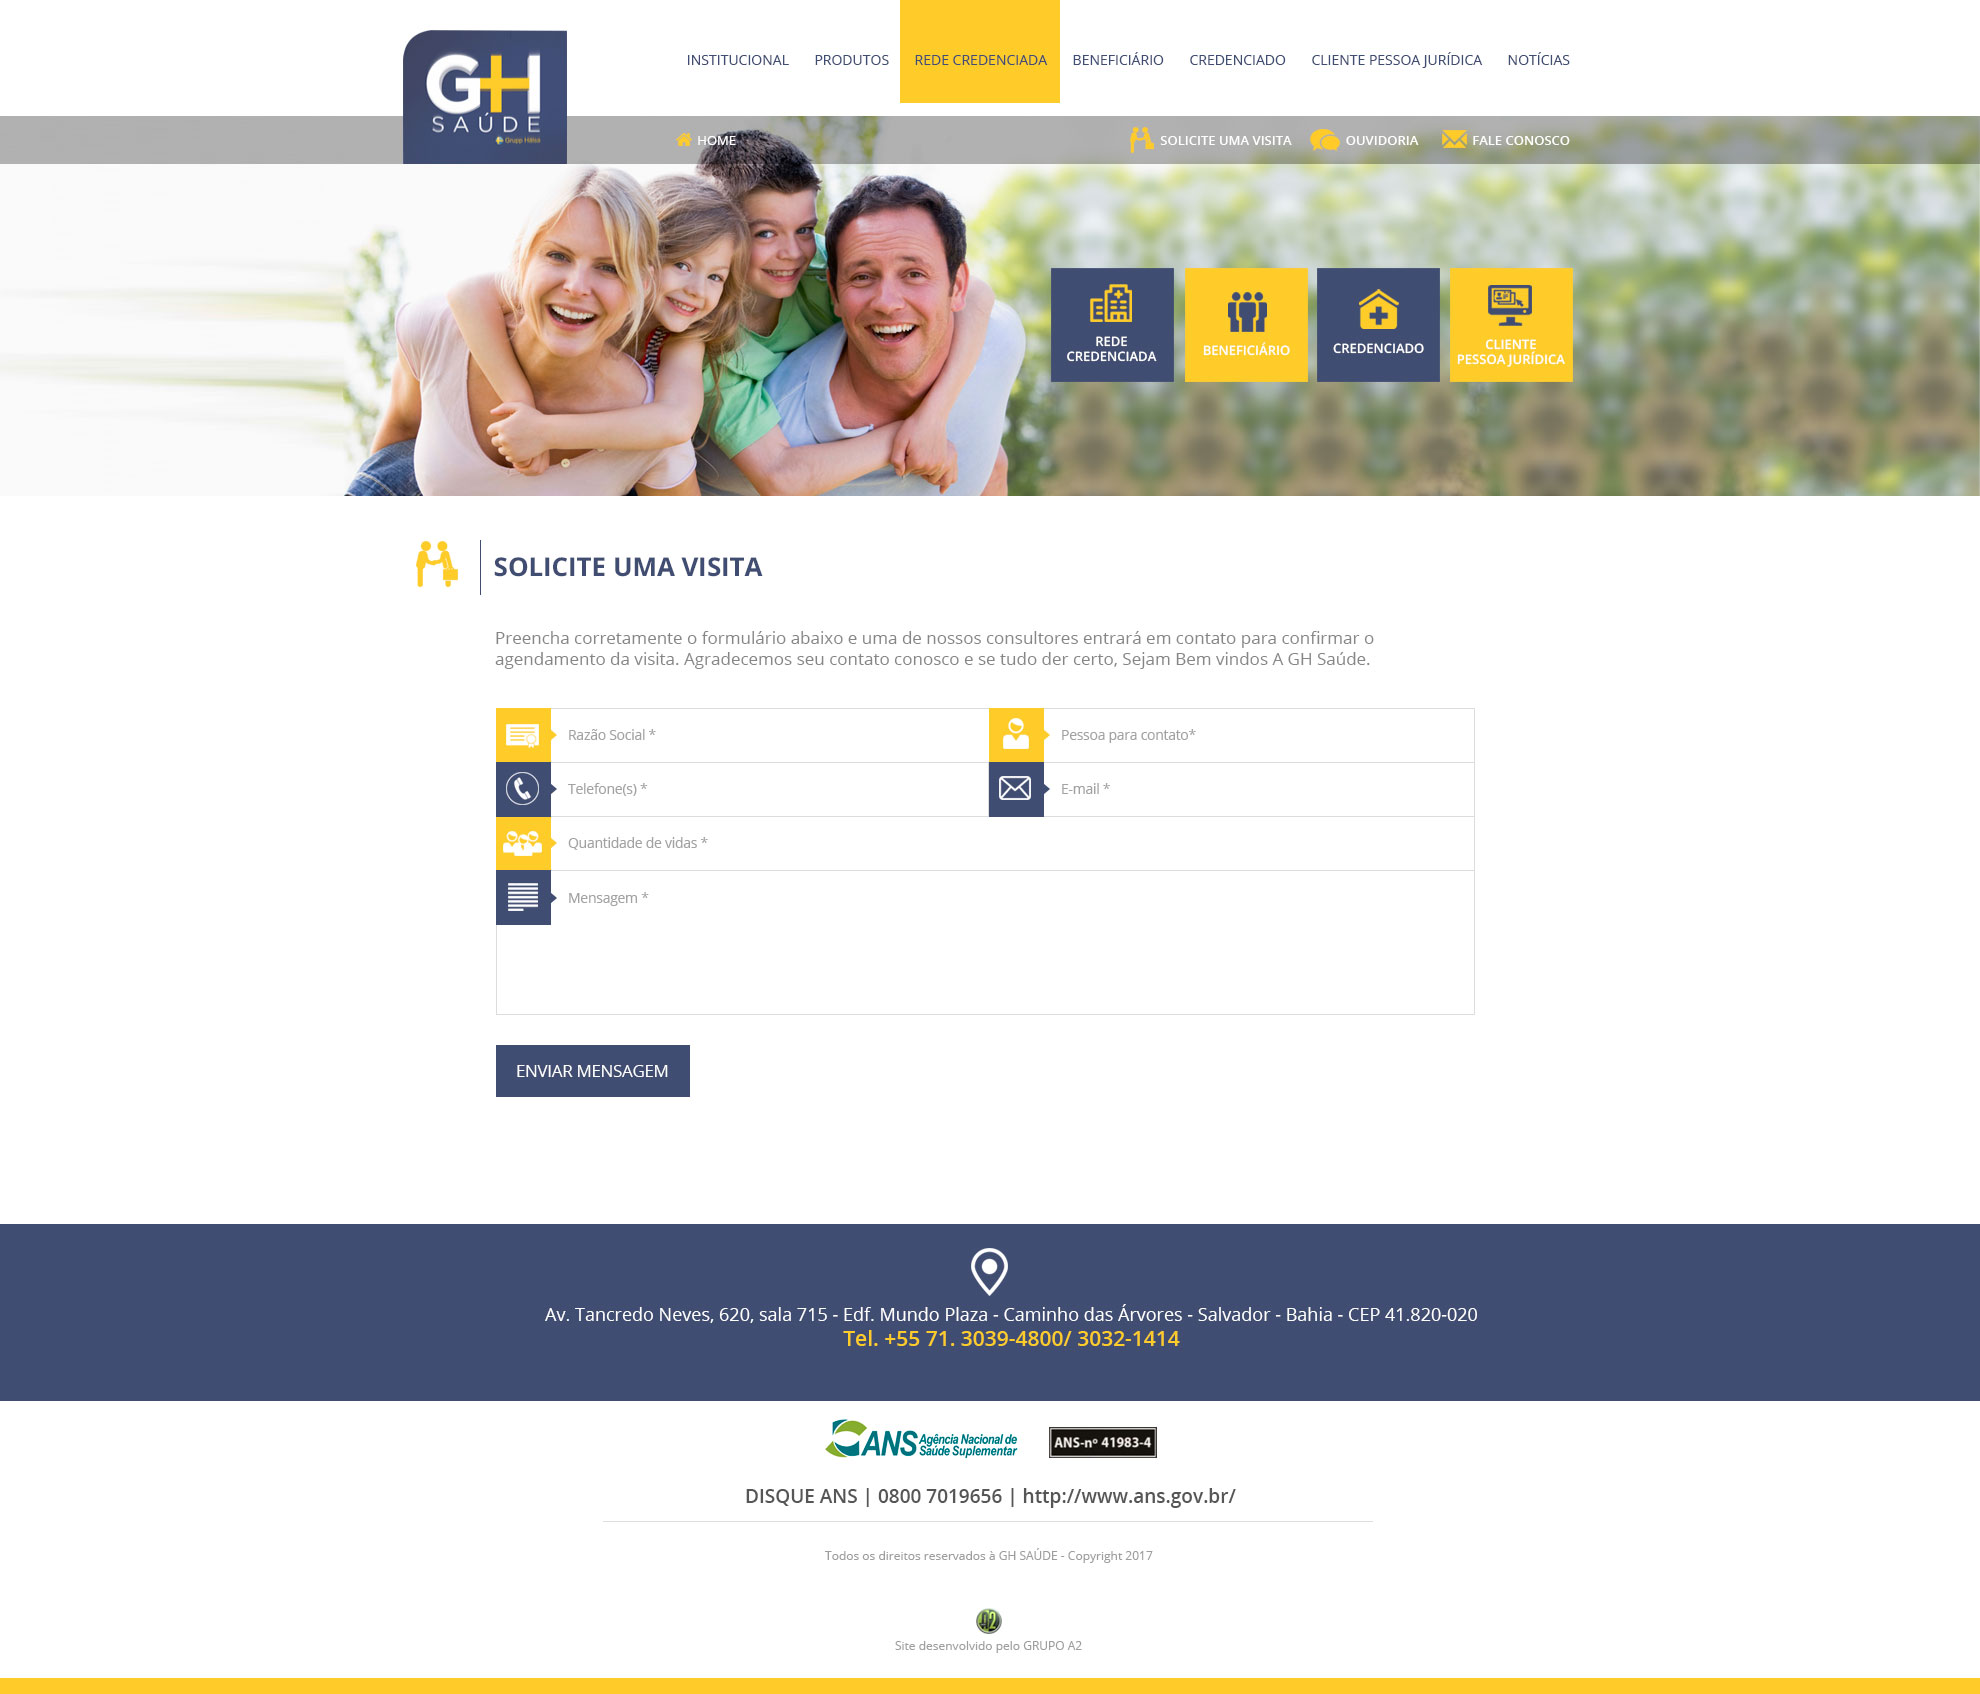 INSTITUCIONAL PRODUTOS REDE CREDENCIADA BENEFICIÁRIO CREDENCIADO CLIENTE PESSOA JURÍDICA NOTÍCIAS
GH
SAÚDE
Grupo HBrasil
HOME SOLICITE UMA VISITA OUVIDORIA FALE CONOSCO
REDE
CREDENCIADA
BENEFICIÁRIO
CREDENCIADO
CLIENTE
PESSOA JURÍDICA
SOLICITE UMA VISITA
Preencha corretamente o formulário abaixo e uma de nossos consultores entrará em contato para confirmar o
agendamento da visita. Agradecemos seu contato conosco e se tudo der certo, Sejam Bem vindos A GH Saúde.
Razão Social * Pessoa para contato*
Telefone(s) * E-mail *
Quantidade de vidas *
Mensagem *
ENVIAR MENSAGEM
Av. Tancredo Neves, 620, sala 715 - Edf. Mundo Plaza - Caminho das Árvores - Salvador - Bahia - CEP 41.820-020
Tel. +55 71. 3039-4800/ 3032-1414
ANS Agência Nacional de
Saúde Suplementar
ANS-nº 41983-4
DISQUE ANS | 0800 7019656 | http://www.ans.gov.br/
Todos os direitos reservados à GH SAÚDE - Copyright 2017
A2
Site desenvolvido pelo GRUPO A2